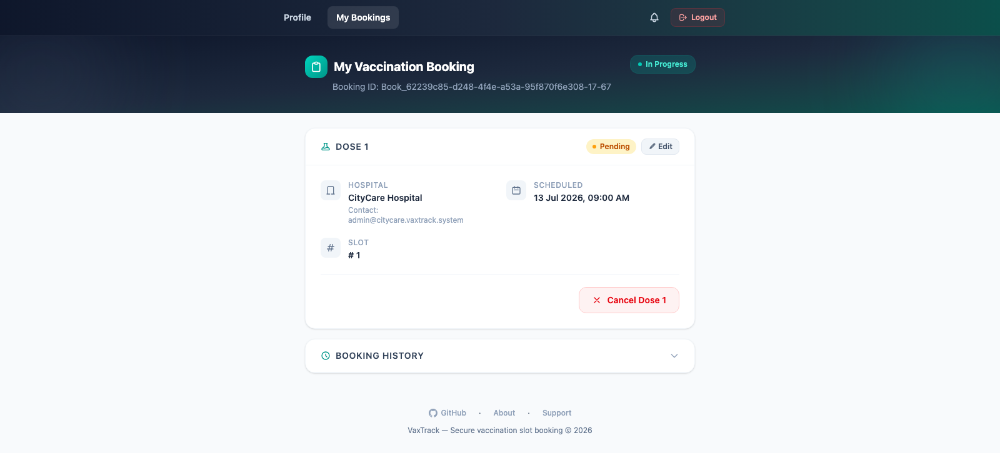 Profile
My Bookings
Logout
My Vaccination Booking
In Progress
Booking ID: Book_62239c85-d248-4f4e-a53a-95f870f6e308-17-67
DOSE 1
Pending
Edit
HOSPITAL
CityCare Hospital
Contact:
admin@citycare.vaxtrack.system
SCHEDULED
13 Jul 2026, 09:00 AM
#
SLOT
# 1
Cancel Dose 1
BOOKING HISTORY
GitHub · About · Support
VaxTrack — Secure vaccination slot booking © 2026